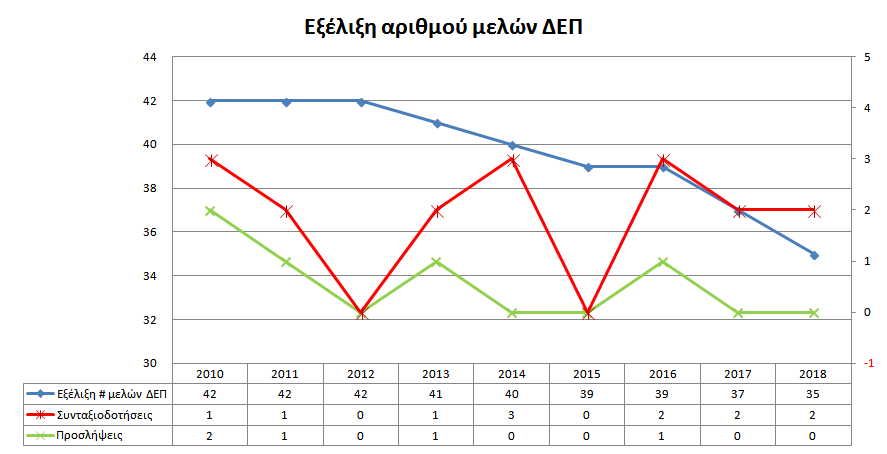 Εξέλιξη αριθμού μελών ΔΕΠ
44 5
42 4
40 3
38 2
36 1
34 0
32 -1
30
2010 2011 2012 2013 2014 2015 2016 2017 2018
Εξέλιξη # μελών ΔΕΠ 42 42 42 41 40 39 39 37 35
Συνταξιοδοτήσεις 1 1 0 1 3 0 2 2 2
Προσλήψεις 2 1 0 1 0 0 1 0 0